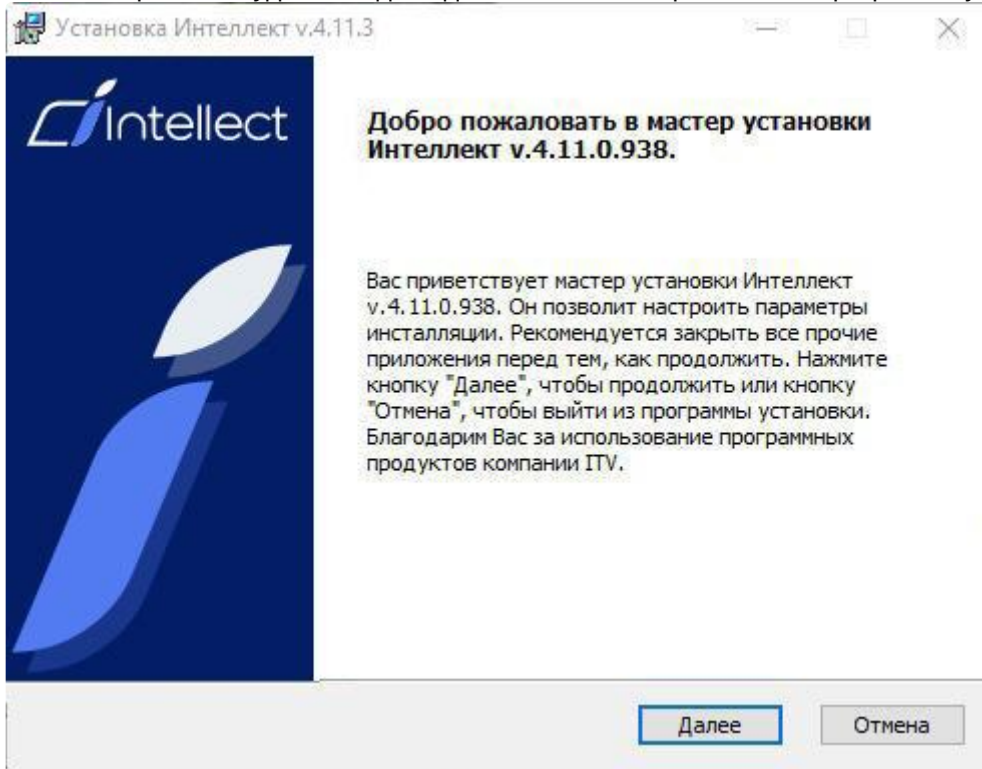 Установка Интеллект v.4.11.3
Intellect
Добро пожаловать в мастер установки
Интеллект v.4.11.0.938.
Вас приветствует мастер установки Интеллект
v.4.11.0.938. Он позволит настроить параметры
инсталляции. Рекомендуется закрыть все прочие
приложения перед тем, как продолжить. Нажмите
кнопку "Далее", чтобы продолжить или кнопку
"Отмена", чтобы выйти из программы установки.
Благодарим Вас за использование программных
продуктов компании ITV.
Далее
Отмена